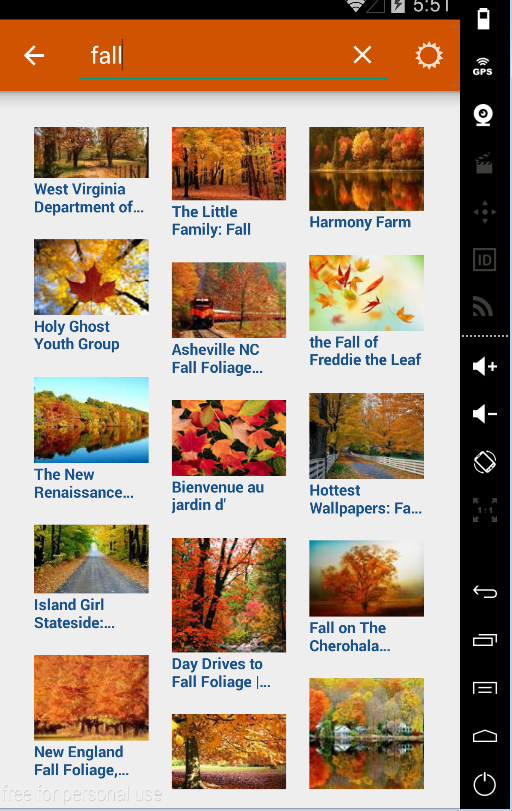 5:51
fall
GPS
West Virginia
Department of...
The Little
Family: Fall
Harmony Farm
Holy Ghost
Youth Group
Asheville NC
Fall Foliage...
the Fall of
Freddie the Leaf
The New
Renaissance...
Bienvenue au
jardin d'
Hottest
Wallpapers: Fa...
Island Girl
Stateside:...
Day Drives to
Fall Foliage |...
Fall on The
Cherohala...
New England
Fall Foliage,...
free for personal use
ID
1:1